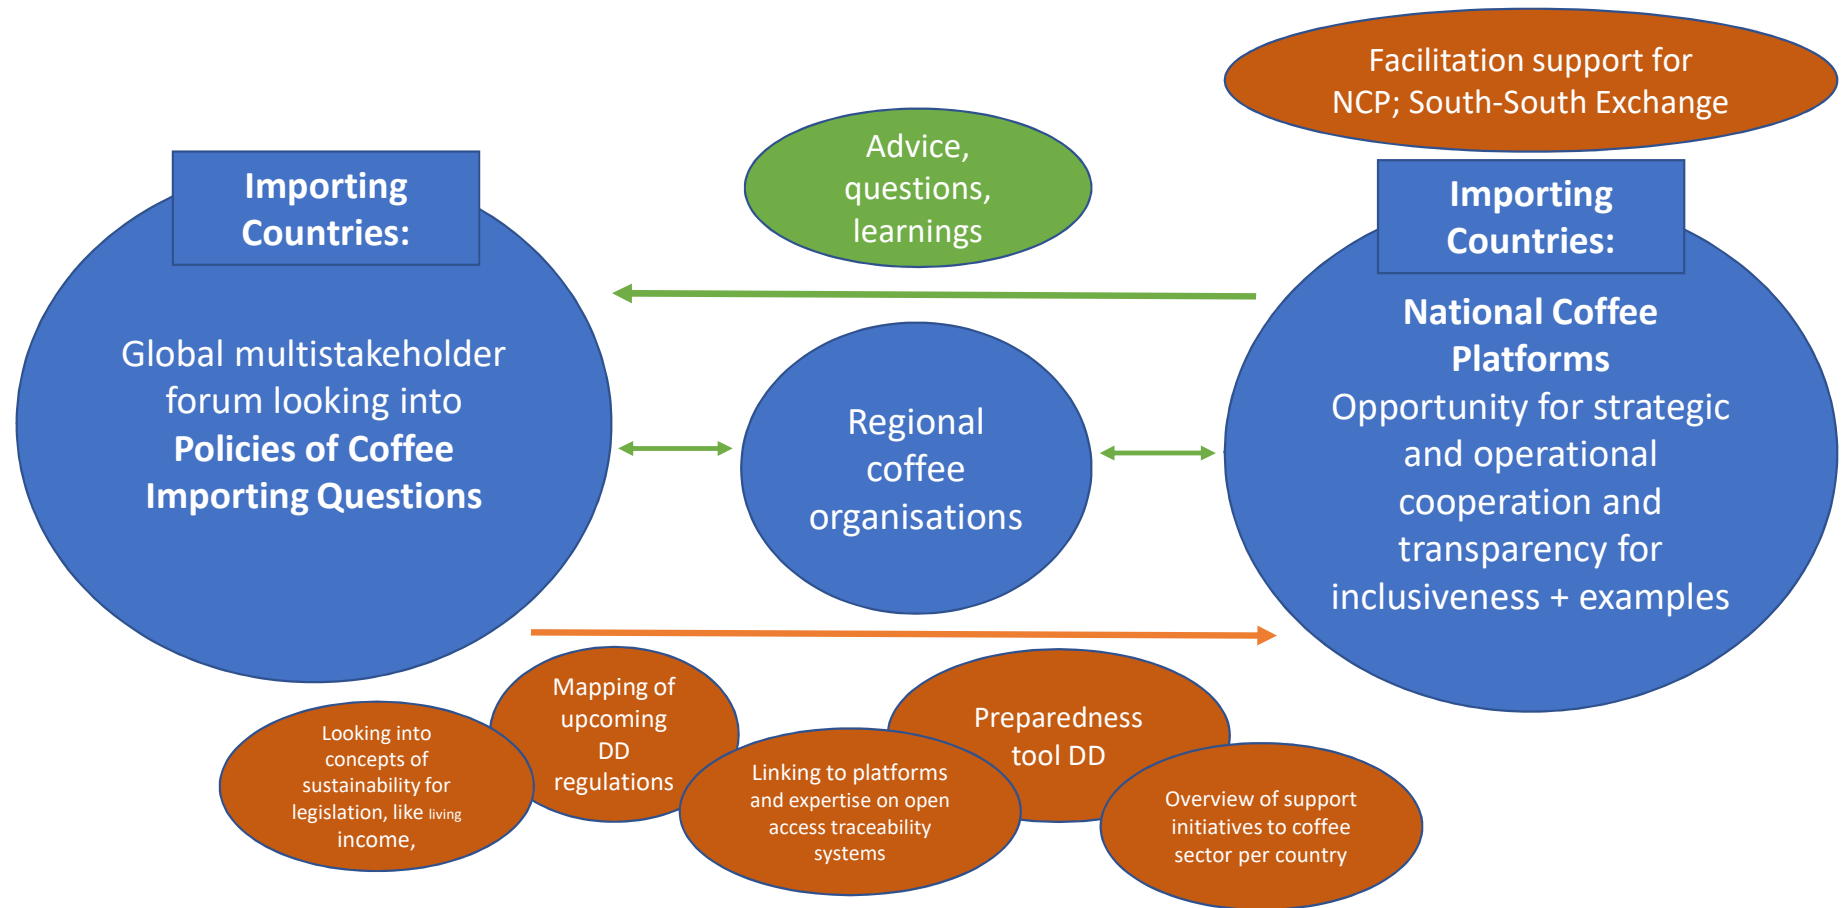 Facilitation support for
NCP; South-South Exchange
Advice,
questions,
learnings
Importing
Countries:
Global multistakeholder
forum looking into
Policies of Coffee
Importing Questions
Regional
coffee
organisations
Importing
Countries:
National Coffee
Platforms
Opportunity for strategic
and operational
cooperation and
transparency for
inclusiveness + examples
Looking into
concepts of
sustainability for
legislation, like living
income,
Mapping of
upcoming
DD
regulations
Linking to platforms
and expertise on open
access traceability
systems
Preparedness
tool DD
Overview of support
initiatives to coffee
sector per country